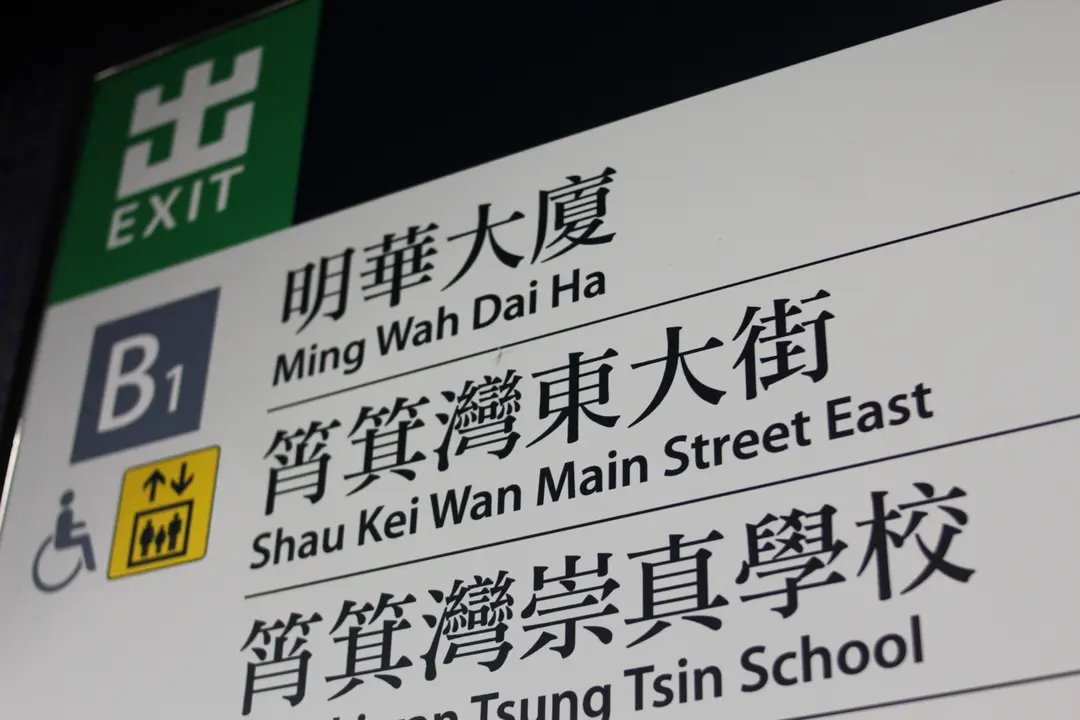 出
EXIT
B1
明華大廈
Ming Wah Dai Ha
筲箕灣東大街
Shau Kei Wan Main Street East
筲箕灣崇真學校
Tsung Tsin School